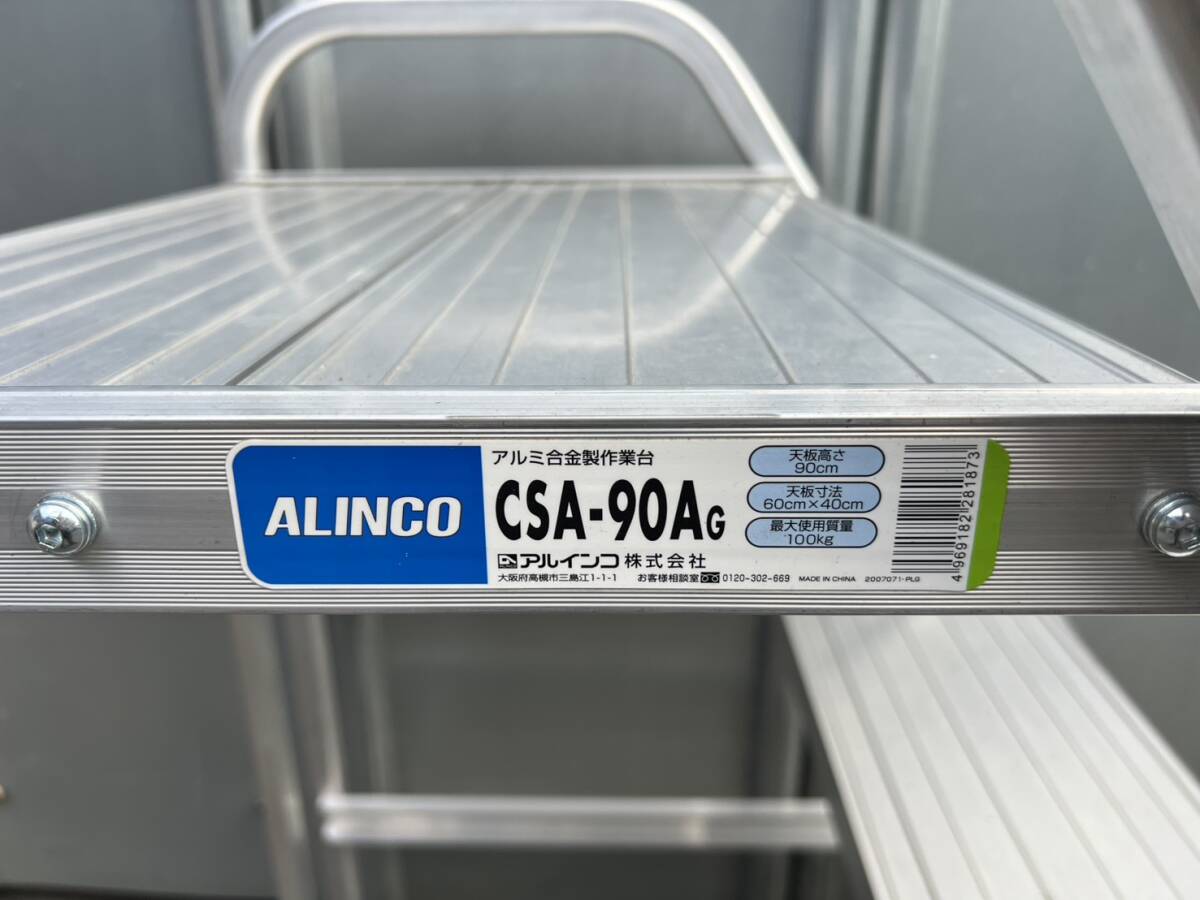 ALINCO
アルミ合金製作業台
CSA-90AG
アルインコ株式会社
大阪府高槻市三島江1-1-1 お客様相談室 0120-302-669 MADE IN CHINA 2007071-PLG
天板高さ
90cm
天板寸法
60cm×40cm
最大使用質量
100kg
4969182281873